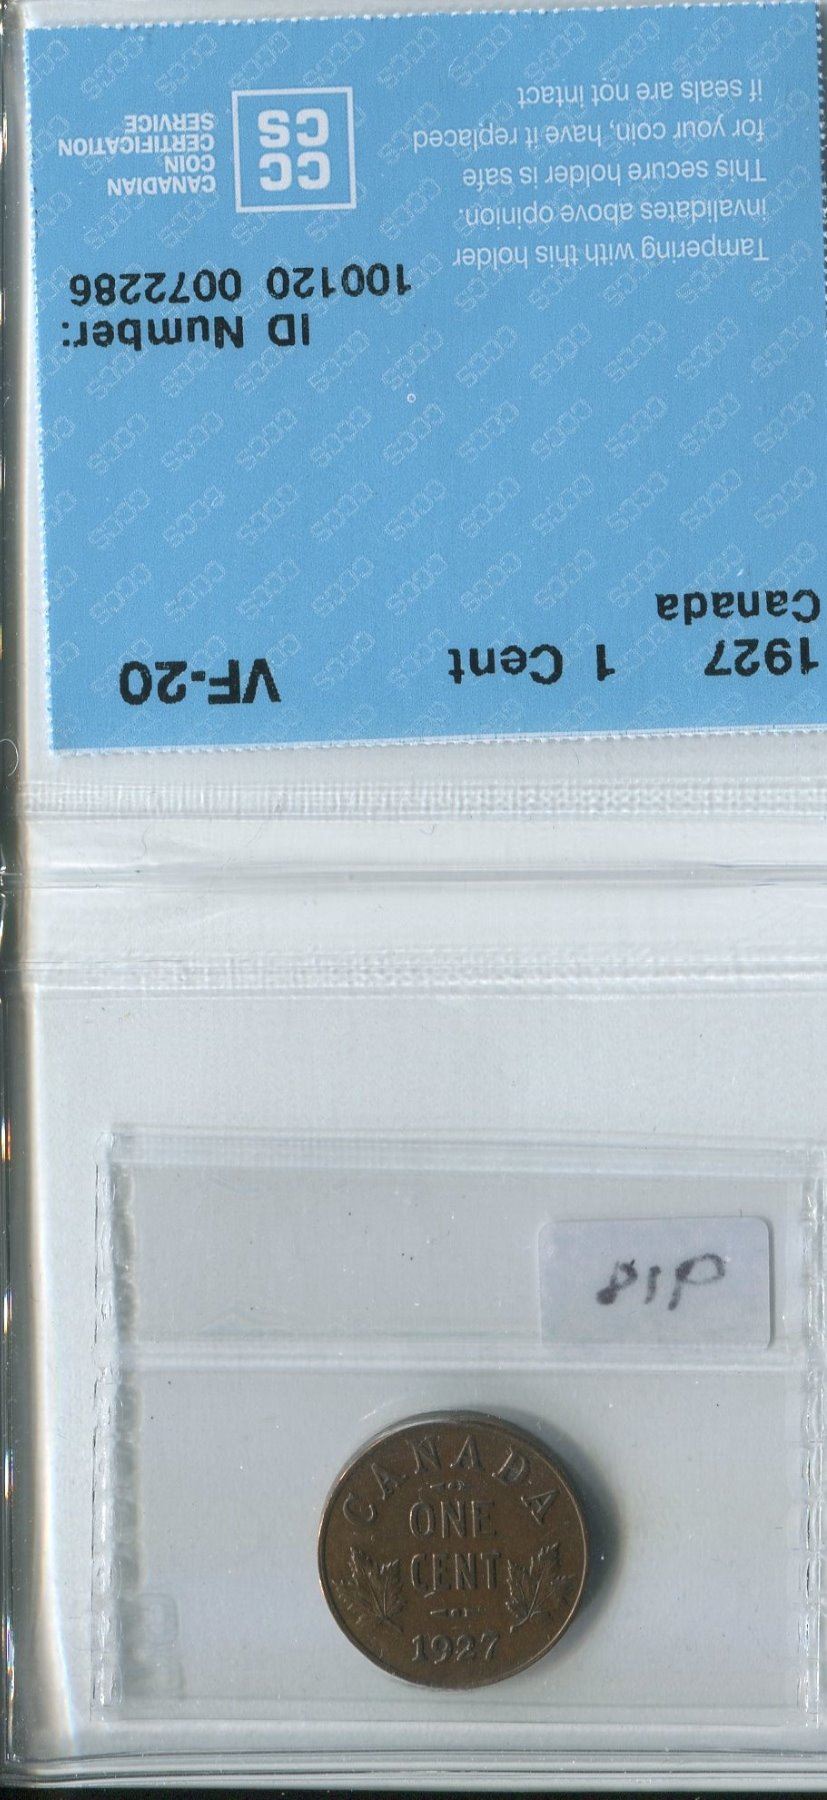 1927 1 Cent VF-20
Canada
ID Number:
100120 0072286
Tampering with this holder
invalidates above opinion.
This secure holder is safe
for your coin, have it replaced
if seals are not intact
CC
CS
CANADIAN
COIN
CERTIFICATION
SERVICE
CANADA
ONE
CENT
1927